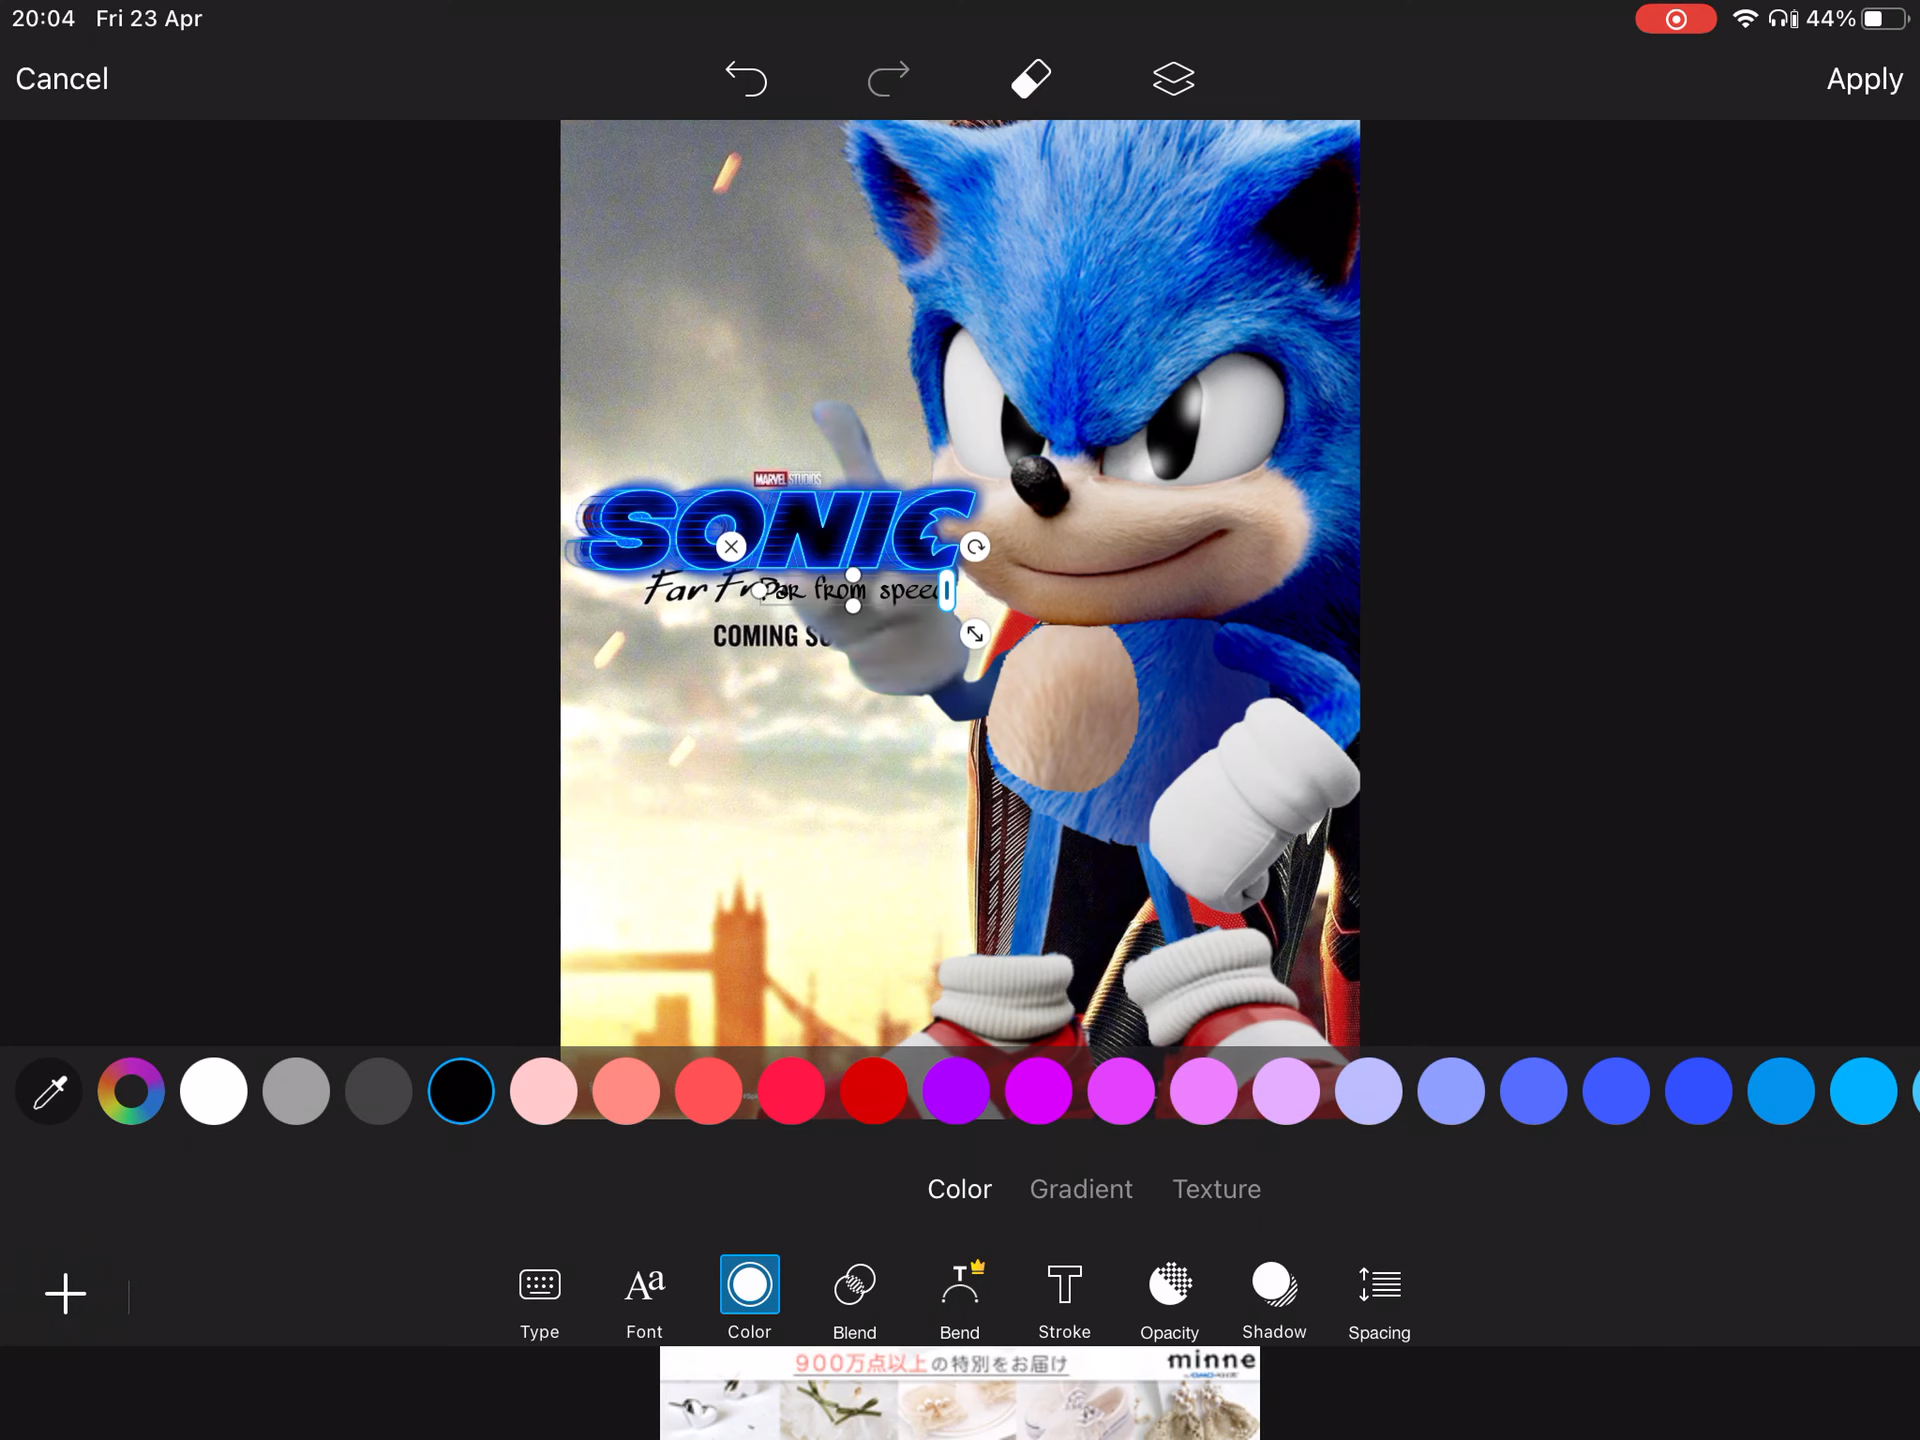 20:04 Fri 23 Apr
44%
Cancel
Apply
MARVEL STUDIOS
SONIC
Far
Far from speed
COMING
Color Gradient Texture
T
Aa
Type Font Color Blend Bend Stroke Opacity Shadow Spacing
900万点以上の特別をお届け
minne